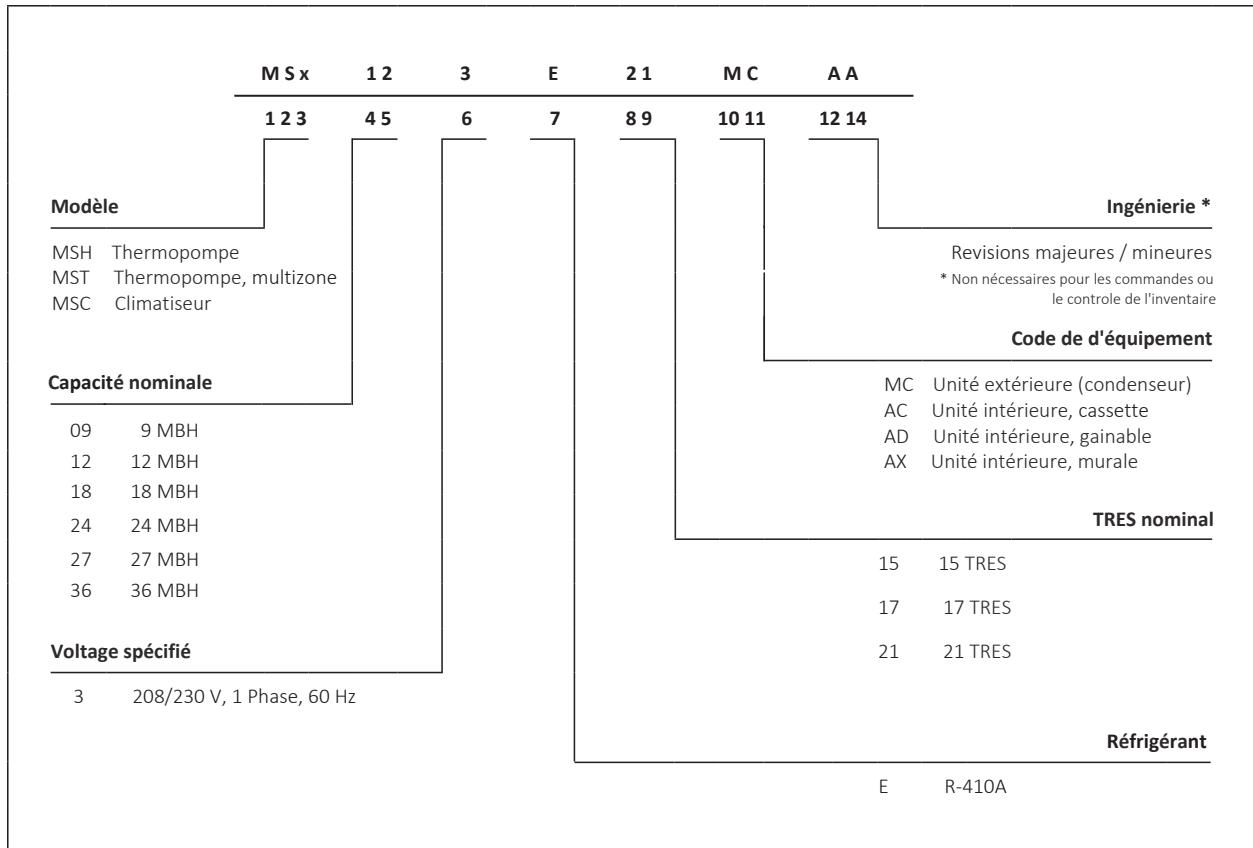 M S x 1 2 3 E 2 1 M C A A
1 2 3 4 5 6 7 8 9 10 11 12 14
Modèle
MSH Thermopompe
MST Thermopompe, multizone
MSC Climatiseur
Capacité nominale
09 9 MBH
12 12 MBH
18 18 MBH
24 24 MBH
27 27 MBH
36 36 MBH
Voltage spécifié
3 208/230 V, 1 Phase, 60 Hz
Ingénierie *
Revisions majeures / mineures
* Non nécessaires pour les commandes ou
le controle de l'inventaire
Code de d'équipement
MC Unité extérieure (condenseur)
AC Unité intérieure, cassette
AD Unité intérieure, gainable
AX Unité intérieure, murale
TRES nominal
15 15 TRES
17 17 TRES
21 21 TRES
Réfrigérant
E R-410A